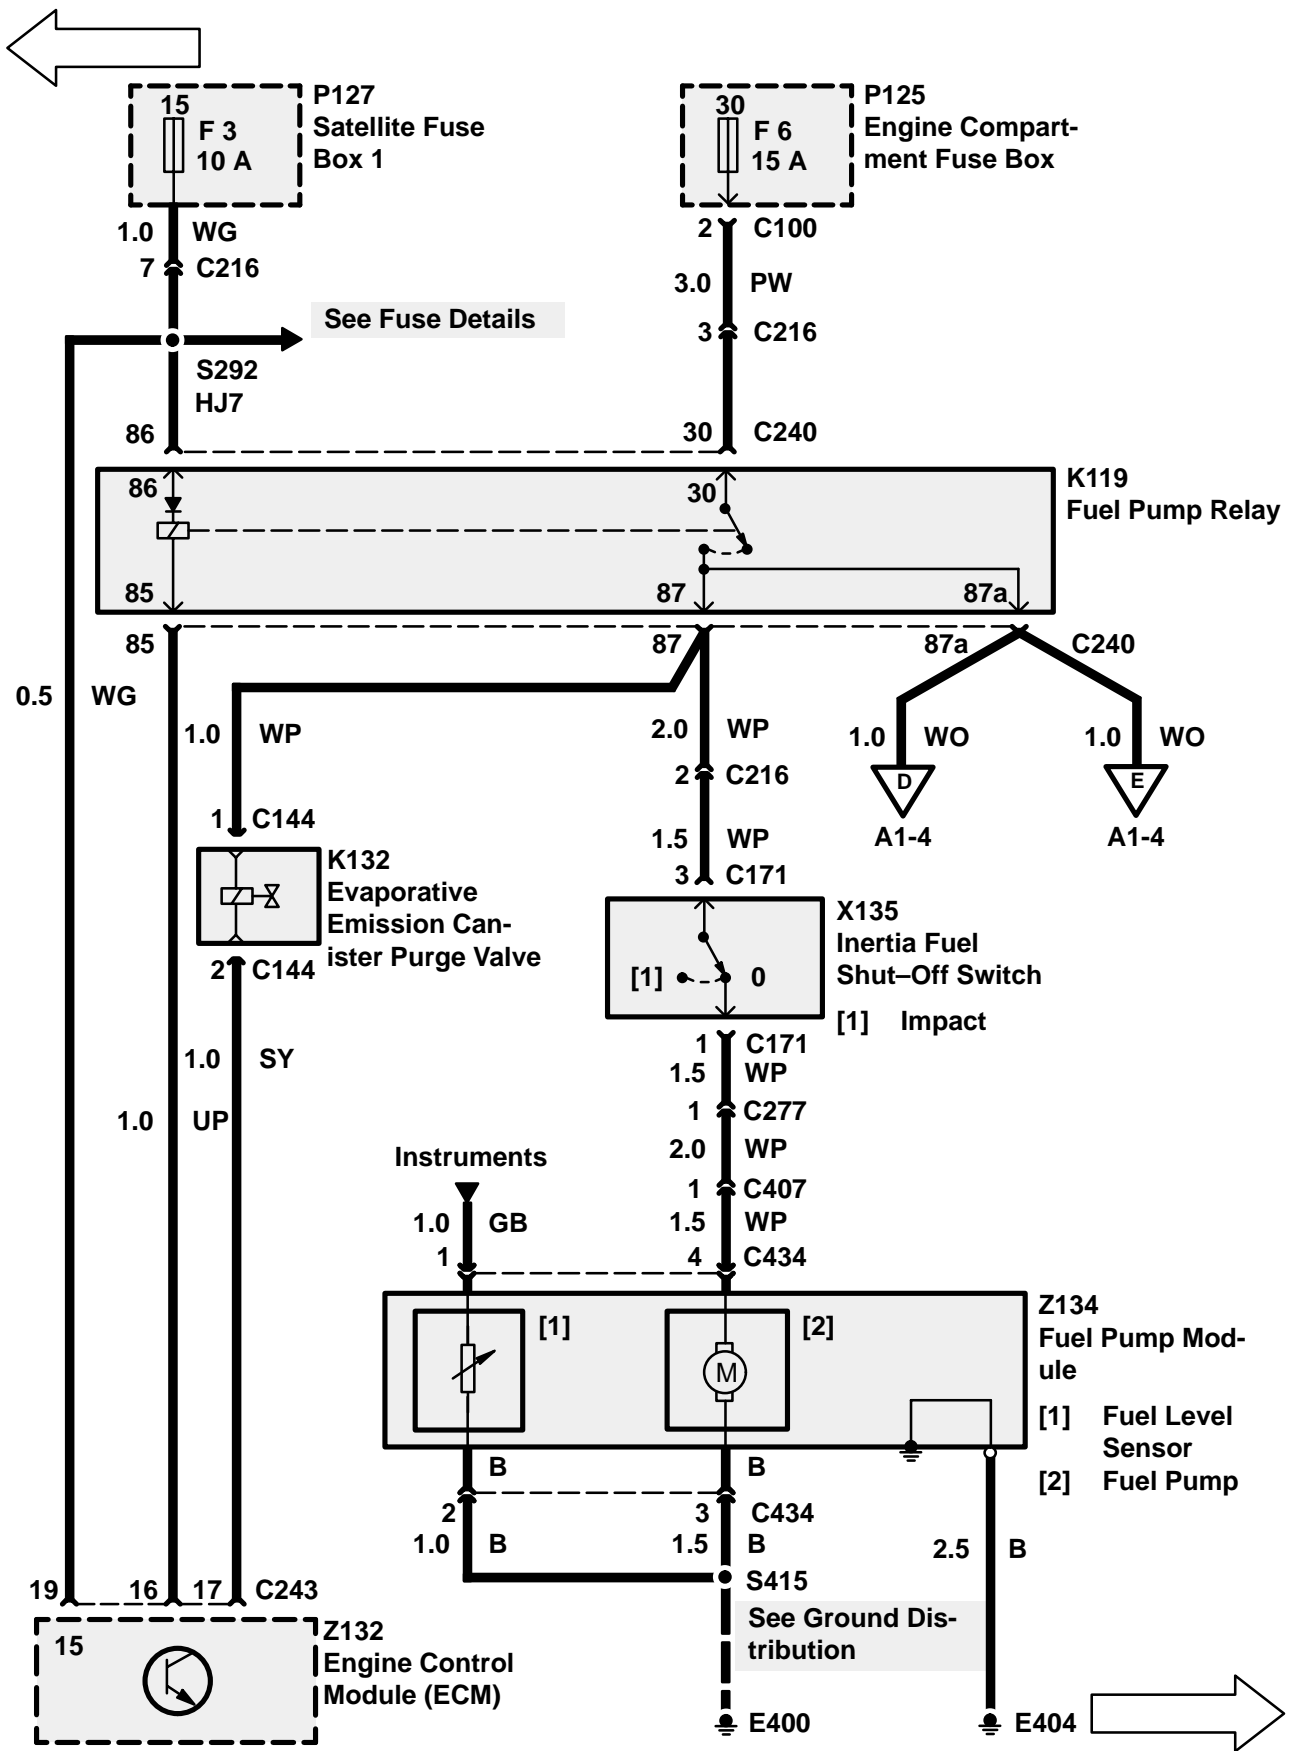 P127
Satellite Fuse
Box 1
15
F 3
10 A
P125
Engine Compart-
ment Fuse Box
30
F 6
15 A
1.0 WG
7 C216
2 C100
3.0 PW
3 C216
See Fuse Details
S292
HJ7
86
30 C240
K119
Fuel Pump Relay
86
30
85
87
87a
85
87
87a
C240
0.5 WG
1.0 WP
2.0 WP
1.0 WO
1.0 WO
D
E
A1-4
A1-4
2 C216
1 C144
1.5 WP
3 C171
K132
Evaporative
Emission Can-
ister Purge Valve
2 C144
X135
Inertia Fuel
Shut–Off Switch
[1] Impact
[1]
0
1 C171
1.5 WP
1.0 SY
1.0 UP
1 C277
2.0 WP
Instruments
1 C407
1.0 GB
1.5 WP
1
4 C434
Z134
Fuel Pump Mod-
ule
[1] Fuel Level
Sensor
[2] Fuel Pump
[1]
[2]
M
B
B
2
3 C434
1.0 B
1.5 B
2.5 B
S415
See Ground Dis-
tribution
19
16
17 C243
15
Z132
Engine Control
Module (ECM)
E400
E404